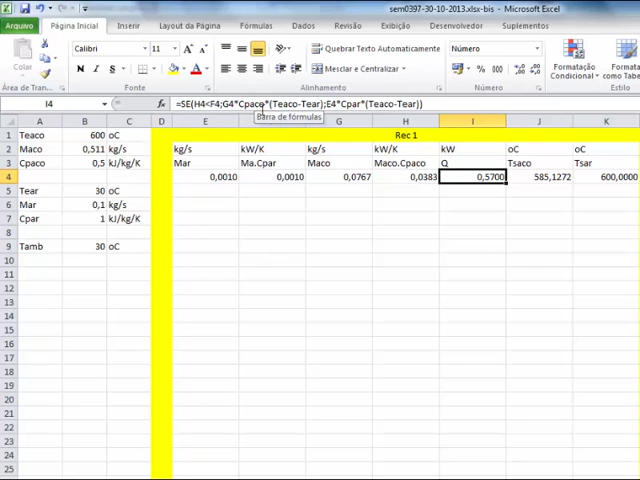 sem0397-30-10-2013.xlsx-bis - Microsoft Excel
Arquivo Página Inicial Inserir Layout da Página Fórmulas Dados Revisão Exibição Desenvolvedor Suplementos
Colar Calibri 11 Quebrar Texto Automaticamente Número Formatação Condicional Formatar como Tabela
N I S Mesclar e Centralizar % 000
Área de Tran... Fonte Alinhamento Número
I4 fx =SE(H4<F4;G4*Cpaco*(Teaco-Tear);E4*Cpar*(Teaco-Tear))
Barra de fórmulas
A B C D E F G H I J K
1 Teaco 600 oC Rec 1
2 Maco 0,511 kg/s kg/s kW/K kg/s kW/K kW oC oC
3 Cpaco 0,5 kJ/kg/K Mar Ma.Cpar Maco Maco.Cpaco Q Tsaco Tsar
4 0,0010 0,0010 0,0767 0,0383 0,5700 585,1272 600,0000
5 Tear 30 oC
6 Mar 0,1 kg/s
7 Cpar 1 kJ/kg/K
8
9 Tamb 30 oC
10
11
12
13
14
15
16
17
18
19
20
21
22
23
24
25